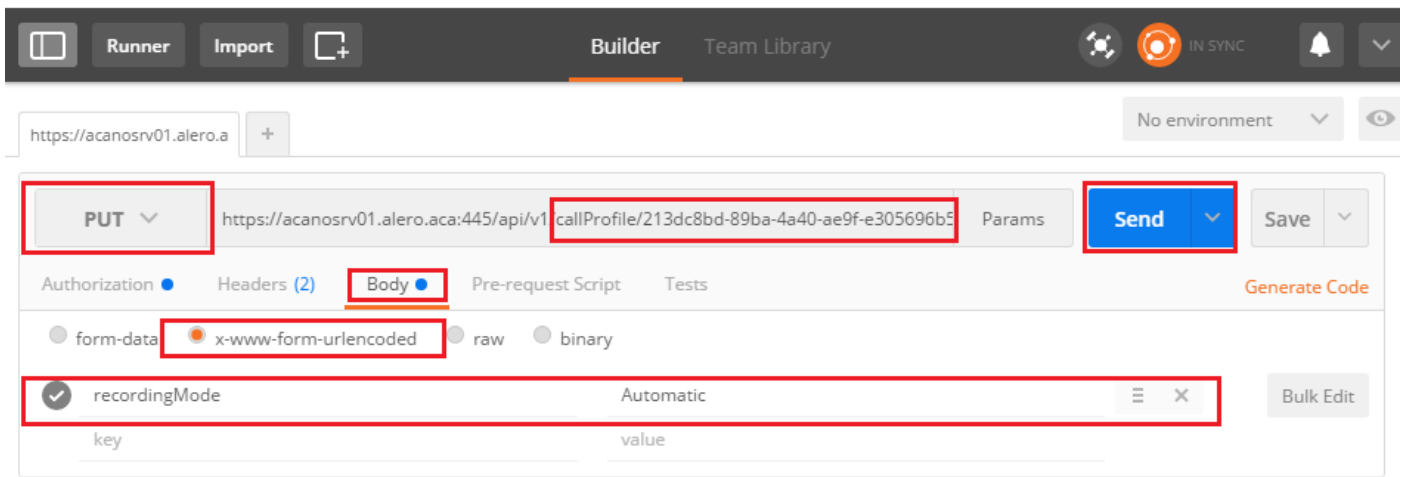 Runner Import Builder Team Library IN SYNC
https://acanosrv01.alero.a + No environment
PUT https://acanosrv01.alero.aca:445/api/v1/callProfile/213dc8bd-89ba-4a40-ae9f-e305696b5 Params Send Save
Authorization Headers (2) Body Pre-request Script Tests Generate Code
form-data x-www-form-urlencoded raw binary
recordingMode Automatic Bulk Edit
key value